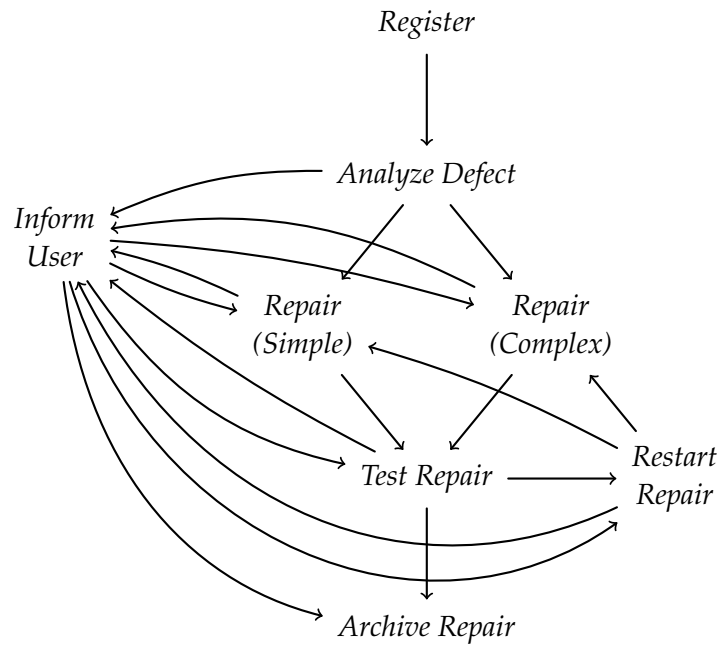 Register
Analyze Defect
Inform
User
Repair
(Simple)
Repair
(Complex)
Test Repair
Restart
Repair
Archive Repair